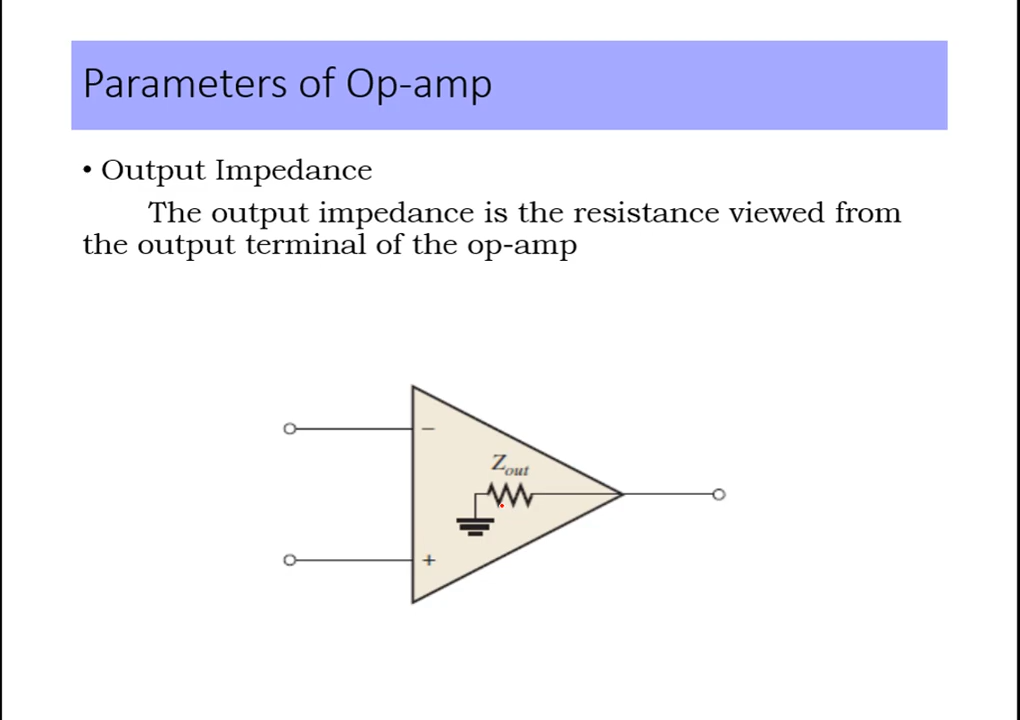 Parameters of Op-amp
• Output Impedance
The output impedance is the resistance viewed from
the output terminal of the op-amp
−
Zout
+